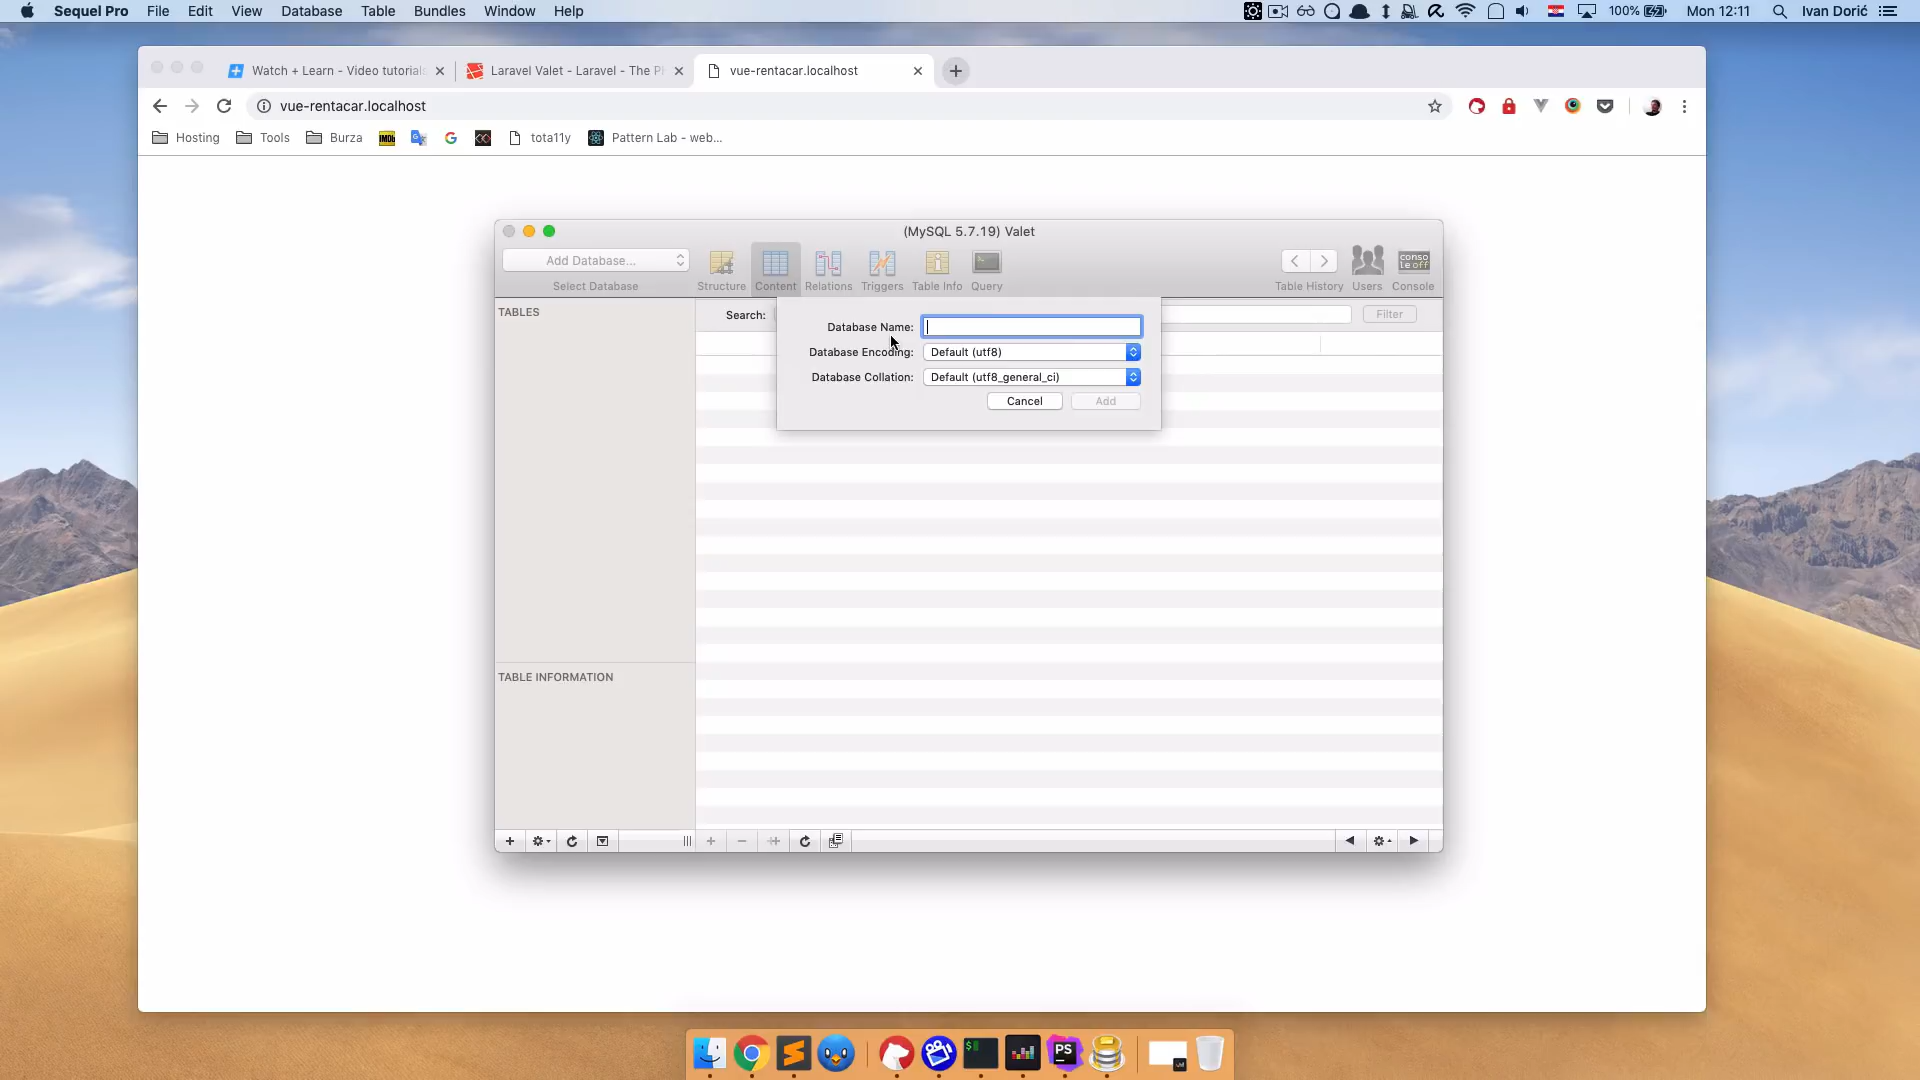 Sequel Pro File Edit View Database Table Bundles Window Help 100% Mon 12:11 Ivan Dorić
Watch + Learn - Video tutorials Laravel Valet - Laravel - The P vue-rentacar.localhost
vue-rentacar.localhost
Hosting Tools Burza IMDb tota11y Pattern Lab - web...
(MySQL 5.7.19) Valet
Add Database...
Select Database Structure Content Relations Triggers Table Info Query Table History Users Console
TABLES
Search: Filter
Database Name:
Database Encoding: Default (utf8)
Database Collation: Default (utf8_general_ci)
Cancel Add
TABLE INFORMATION
PS